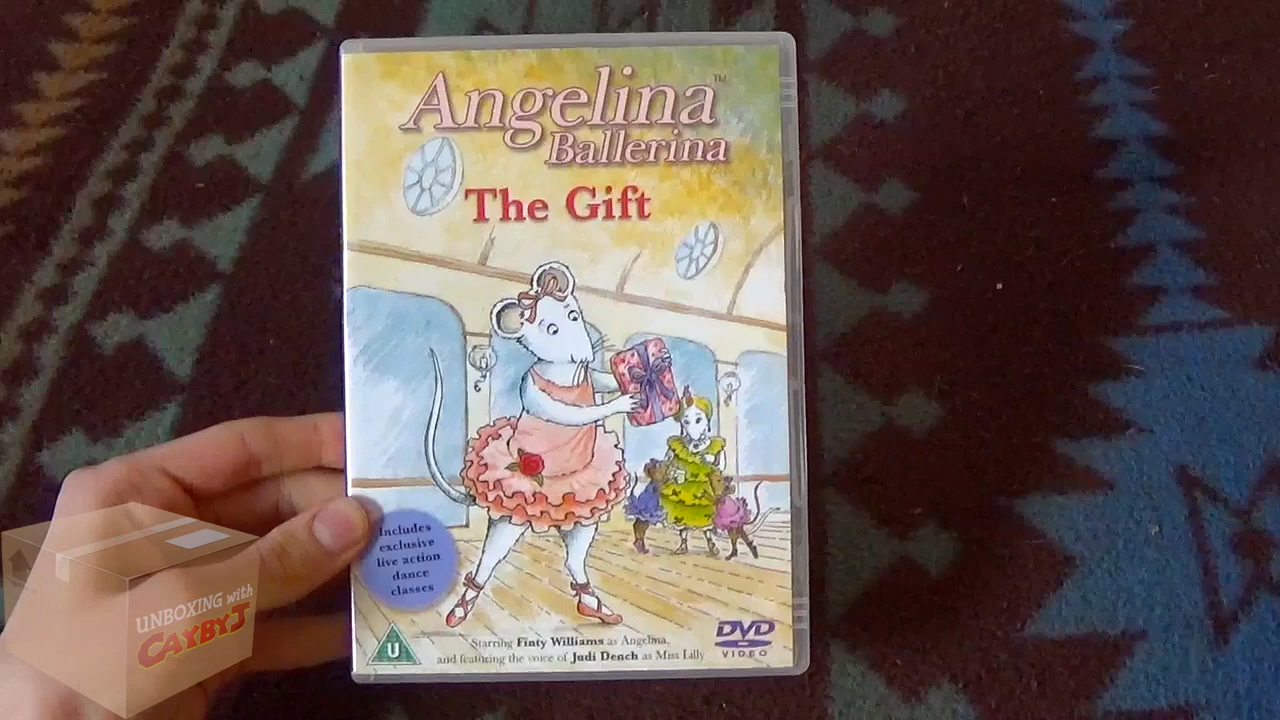 Angelina™
Ballerina
The Gift
Includes
exclusive
live action
dance
classes
Starring Finty Williams as Angelina,
and featuring the voice of Judi Dench as Miss Lilly
U
DVD
VIDEO
UNBOXING with
CAYBYJ